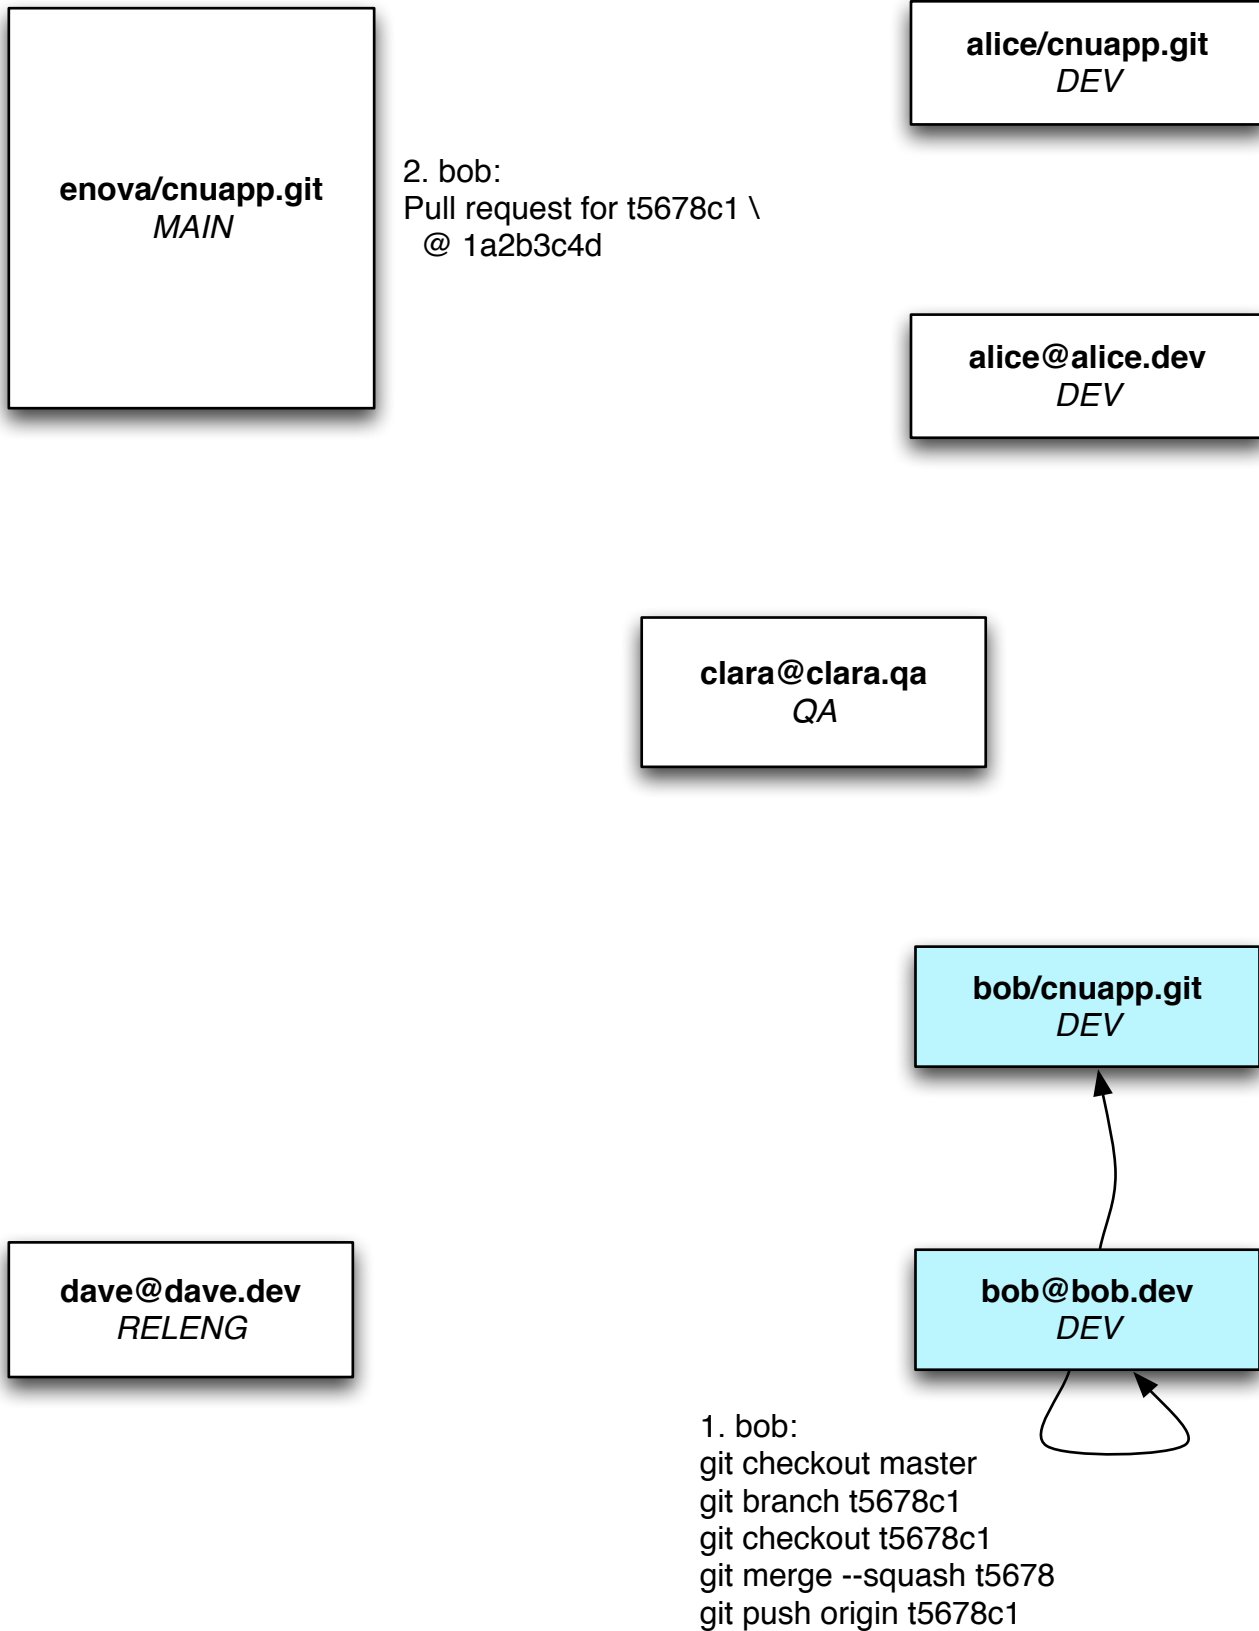 enova/cnuapp.git
MAIN
2. bob:
Pull request for t5678c1 \
@ 1a2b3c4d
alice/cnuapp.git
DEV
alice@alice.dev
DEV
clara@clara.qa
QA
bob/cnuapp.git
DEV
dave@dave.dev
RELENG
bob@bob.dev
DEV
1. bob:
git checkout master
git branch t5678c1
git checkout t5678c1
git merge --squash t5678
git push origin t5678c1